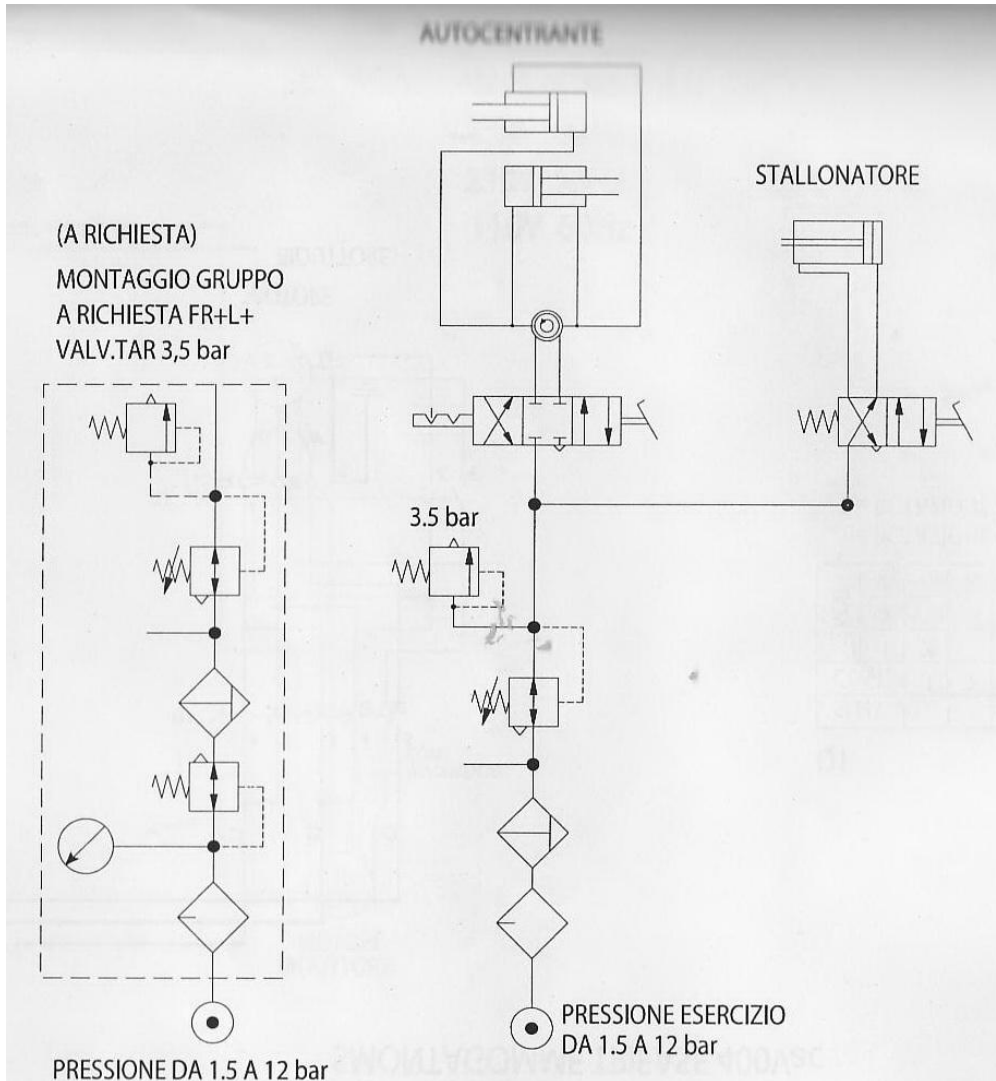 AUTOCENTRANTE
STALLONATORE
(A RICHIESTA)
MONTAGGIO GRUPPO
A RICHIESTA FR+L+
VALV.TAR 3,5 bar
3.5 bar
PRESSIONE ESERCIZIO
DA 1.5 A 12 bar
PRESSIONE DA 1.5 A 12 bar